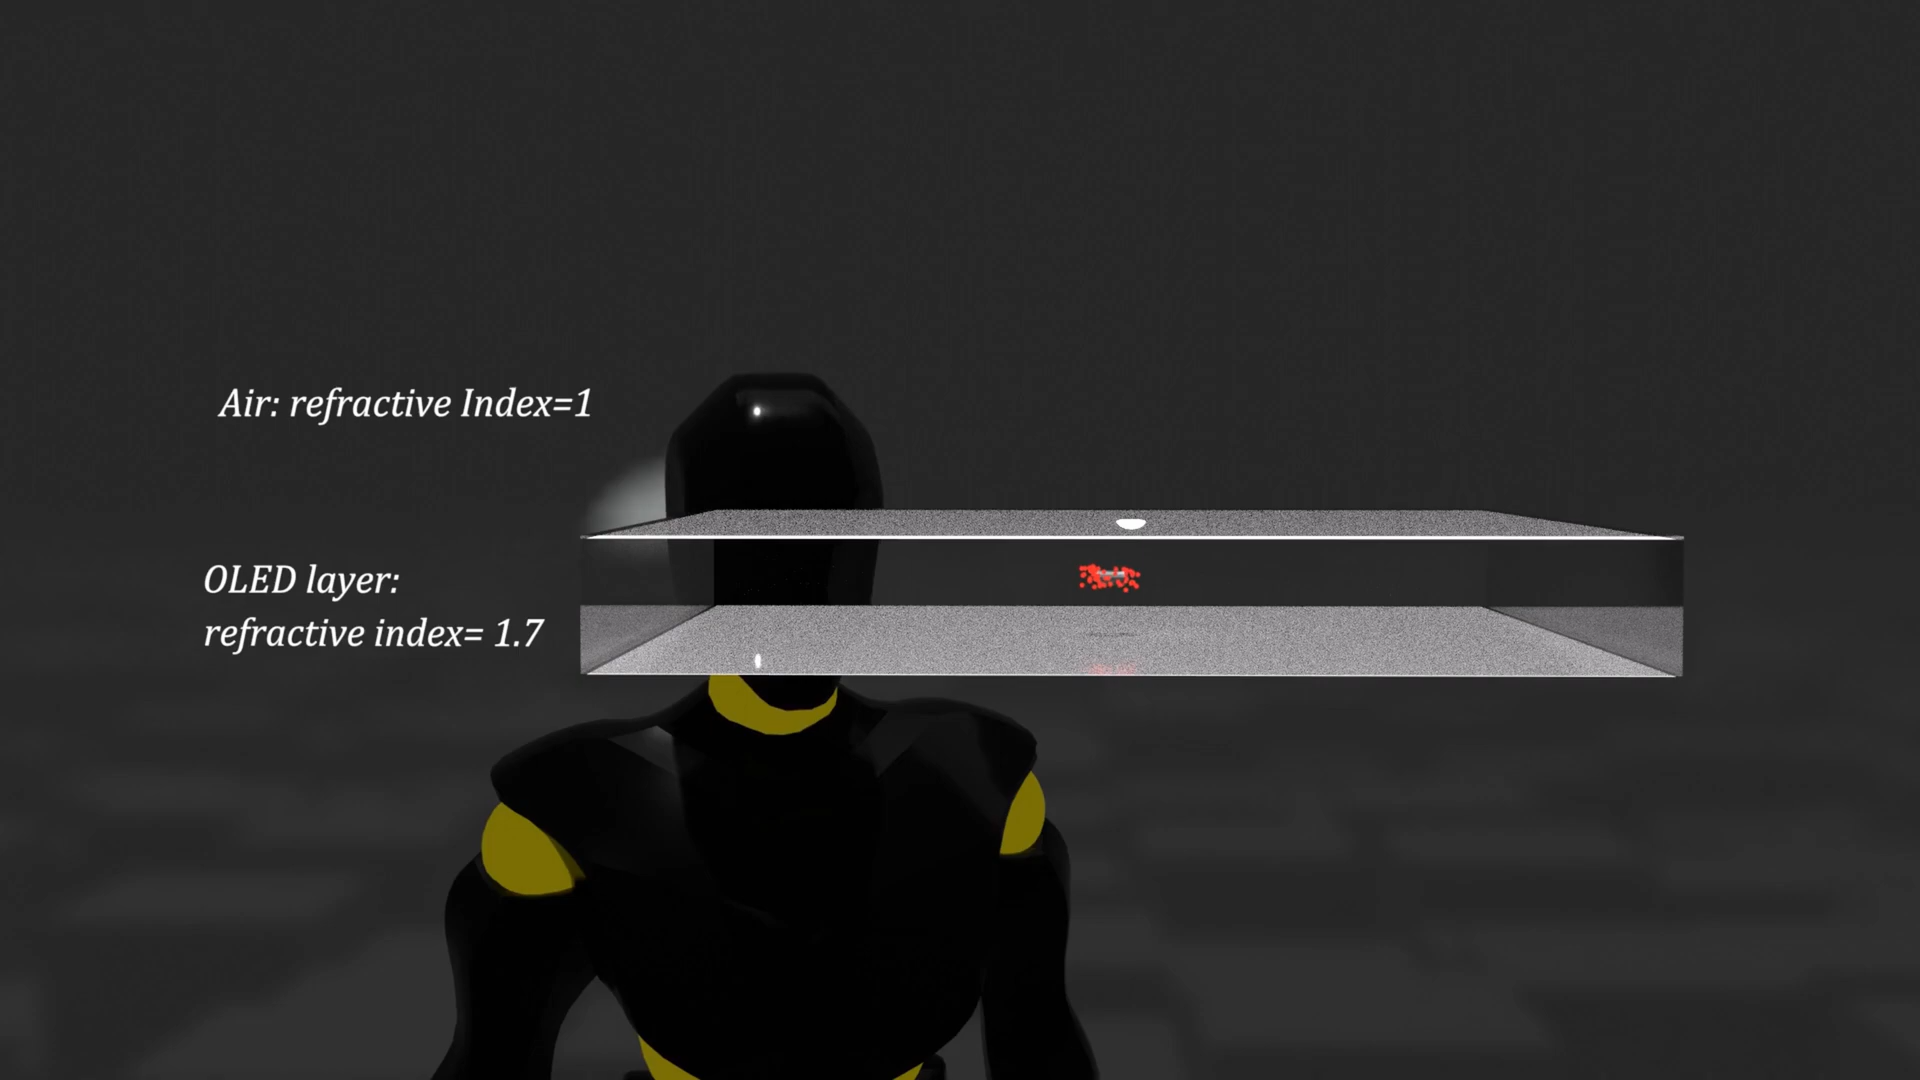 Air: refractive Index=1
OLED layer:
refractive index= 1.7